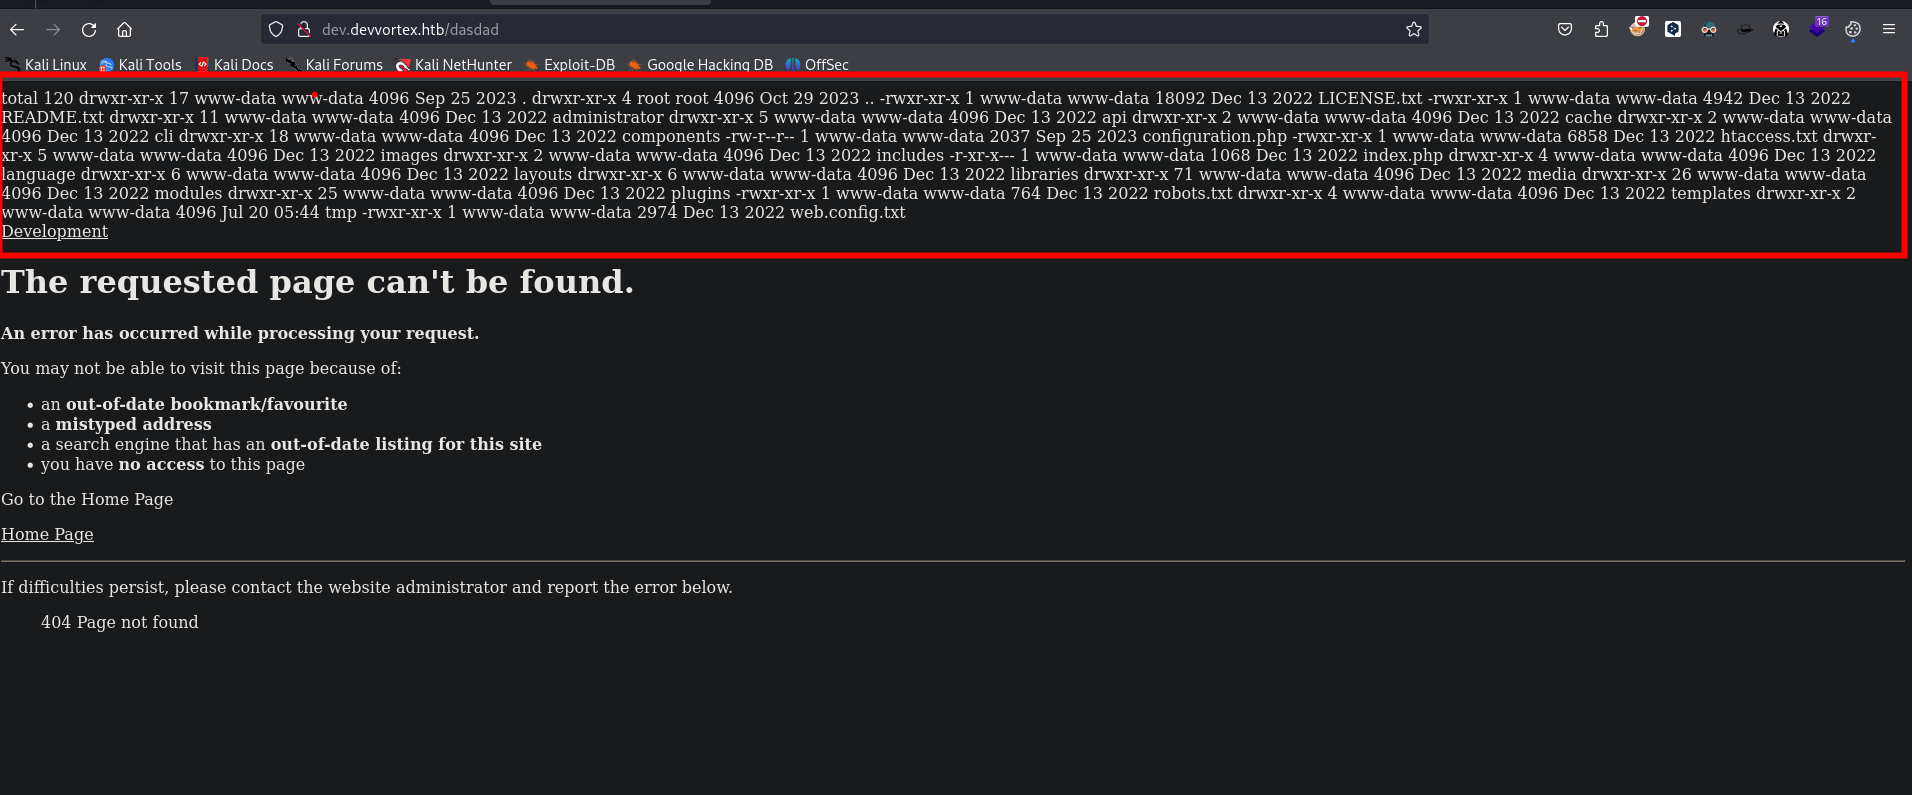 dev.devvortex.htb/dasdad
16
Kali Linux Kali Tools Kali Docs Kali Forums Kali NetHunter Exploit-DB Google Hacking DB OffSec
total 120 drwxr-xr-x 17 www-data www-data 4096 Sep 25 2023 . drwxr-xr-x 4 root root 4096 Oct 29 2023 .. -rwxr-xr-x 1 www-data www-data 18092 Dec 13 2022 LICENSE.txt -rwxr-xr-x 1 www-data www-data 4942 Dec 13 2022
README.txt drwxr-xr-x 11 www-data www-data 4096 Dec 13 2022 administrator drwxr-xr-x 5 www-data www-data 4096 Dec 13 2022 api drwxr-xr-x 2 www-data www-data 4096 Dec 13 2022 cache drwxr-xr-x 2 www-data www-data
4096 Dec 13 2022 cli drwxr-xr-x 18 www-data www-data 4096 Dec 13 2022 components -rw-r--r-- 1 www-data www-data 2037 Sep 25 2023 configuration.php -rwxr-xr-x 1 www-data www-data 6858 Dec 13 2022 htaccess.txt drwxr-
xr-x 5 www-data www-data 4096 Dec 13 2022 images drwxr-xr-x 2 www-data www-data 4096 Dec 13 2022 includes -r-xr-x--- 1 www-data www-data 1068 Dec 13 2022 index.php drwxr-xr-x 4 www-data www-data 4096 Dec 13 2022
language drwxr-xr-x 6 www-data www-data 4096 Dec 13 2022 layouts drwxr-xr-x 6 www-data www-data 4096 Dec 13 2022 libraries drwxr-xr-x 71 www-data www-data 4096 Dec 13 2022 media drwxr-xr-x 26 www-data www-data
4096 Dec 13 2022 modules drwxr-xr-x 25 www-data www-data 4096 Dec 13 2022 plugins -rwxr-xr-x 1 www-data www-data 764 Dec 13 2022 robots.txt drwxr-xr-x 4 www-data www-data 4096 Dec 13 2022 templates drwxr-xr-x 2
www-data www-data 4096 Jul 20 05:44 tmp -rwxr-xr-x 1 www-data www-data 2974 Dec 13 2022 web.config.txt
Development
The requested page can't be found.
An error has occurred while processing your request.
You may not be able to visit this page because of:
• an out-of-date bookmark/favourite
• a mistyped address
• a search engine that has an out-of-date listing for this site
• you have no access to this page
Go to the Home Page
Home Page
If difficulties persist, please contact the website administrator and report the error below.
404 Page not found